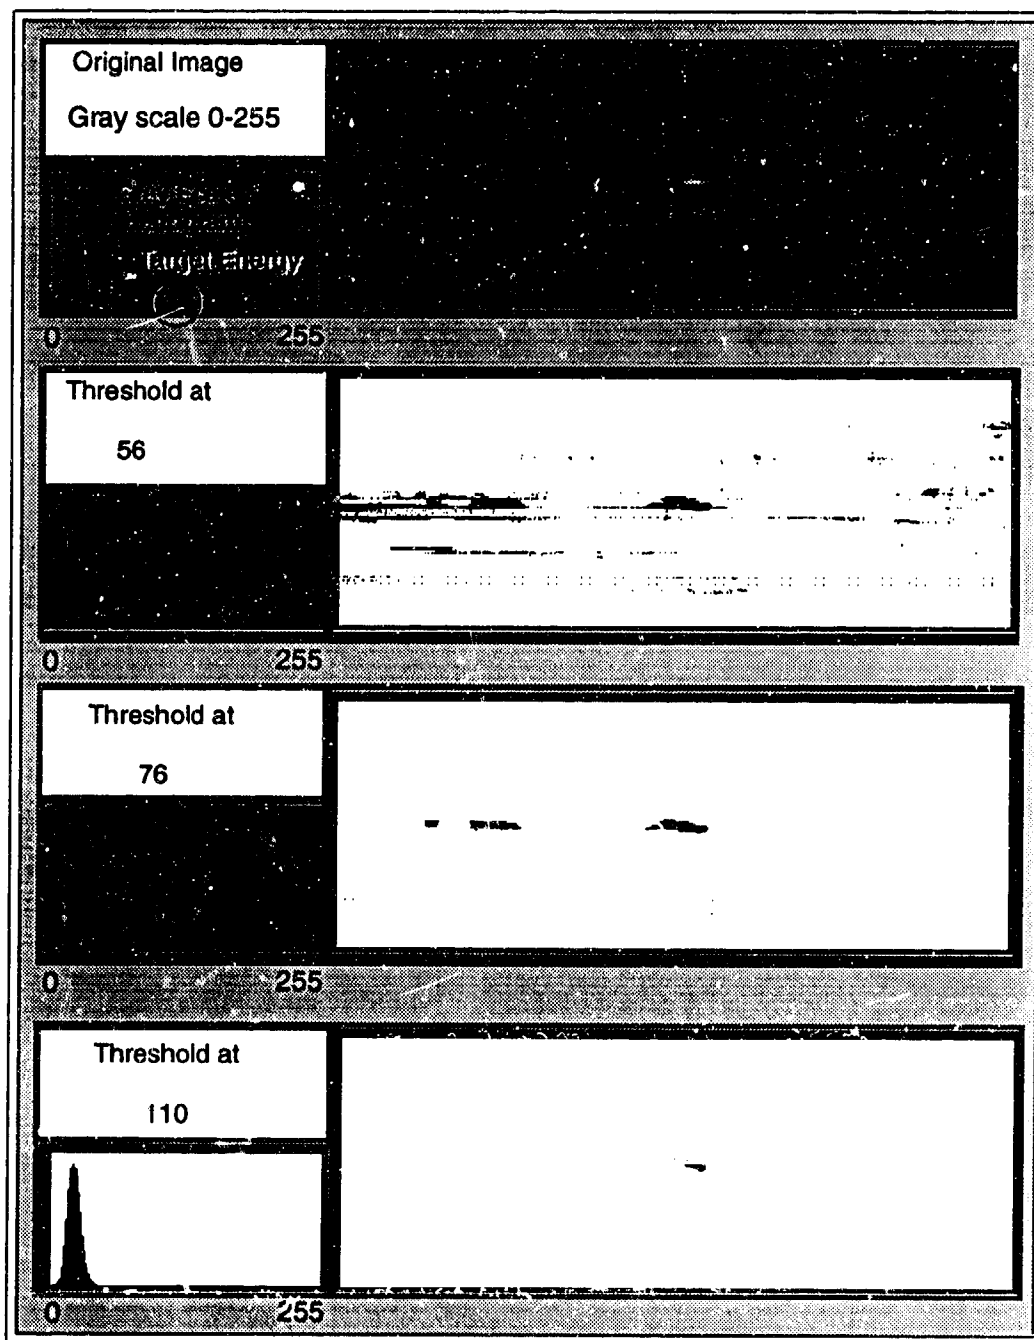 Original Image
Gray scale 0-255
Target Energy
0 255
Threshold at
56
0 255
Threshold at
76
0 255
Threshold at
110
0 255